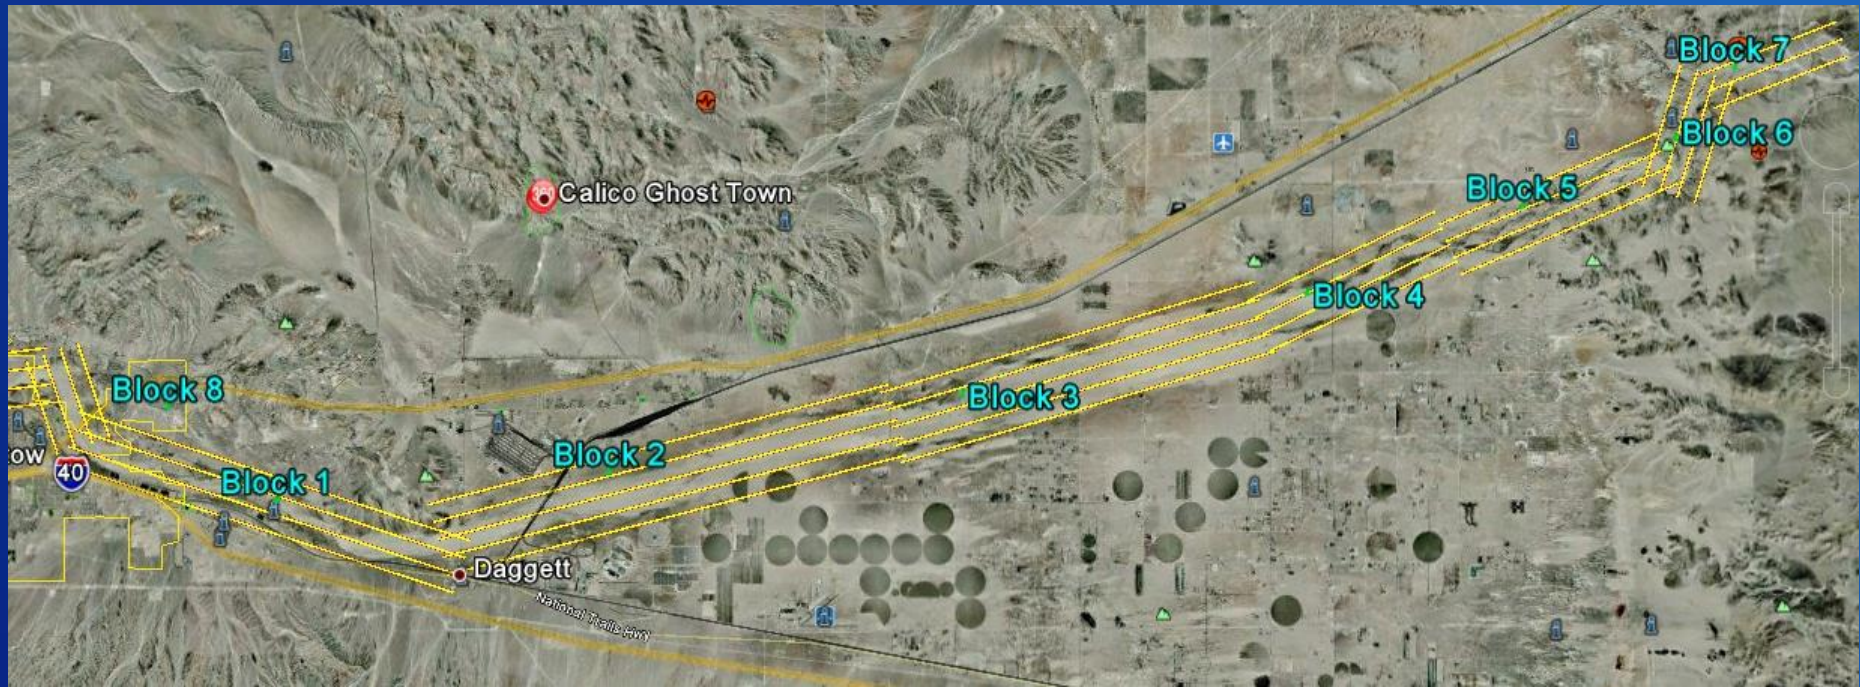 Block 7
Block 6
Block 5
Calico Ghost Town
Block 4
Block 8
Block 3
Block 2
ow
40
Block 1
Daggett
National Trails Hwy